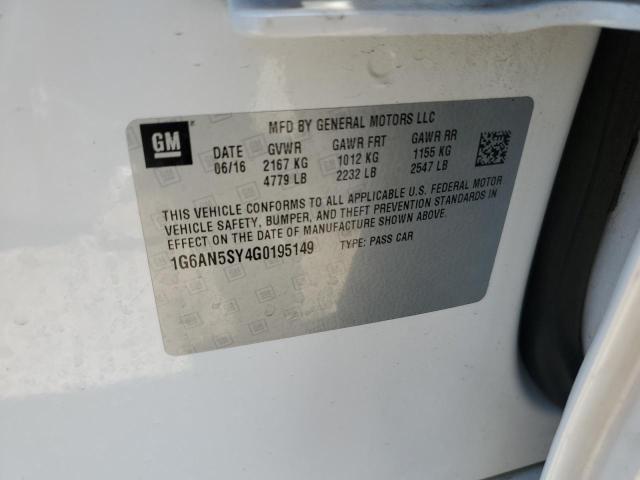 GM
MFD BY GENERAL MOTORS LLC
DATE GVWR GAWR FRT GAWR RR
06/16 2167 KG 1012 KG 1155 KG
4779 LB 2232 LB 2547 LB
THIS VEHICLE CONFORMS TO ALL APPLICABLE U.S. FEDERAL MOTOR
VEHICLE SAFETY, BUMPER, AND THEFT PREVENTION STANDARDS IN
EFFECT ON THE DATE OF MANUFACTURE SHOWN ABOVE.
1G6AN5SY4G0195149 TYPE: PASS CAR